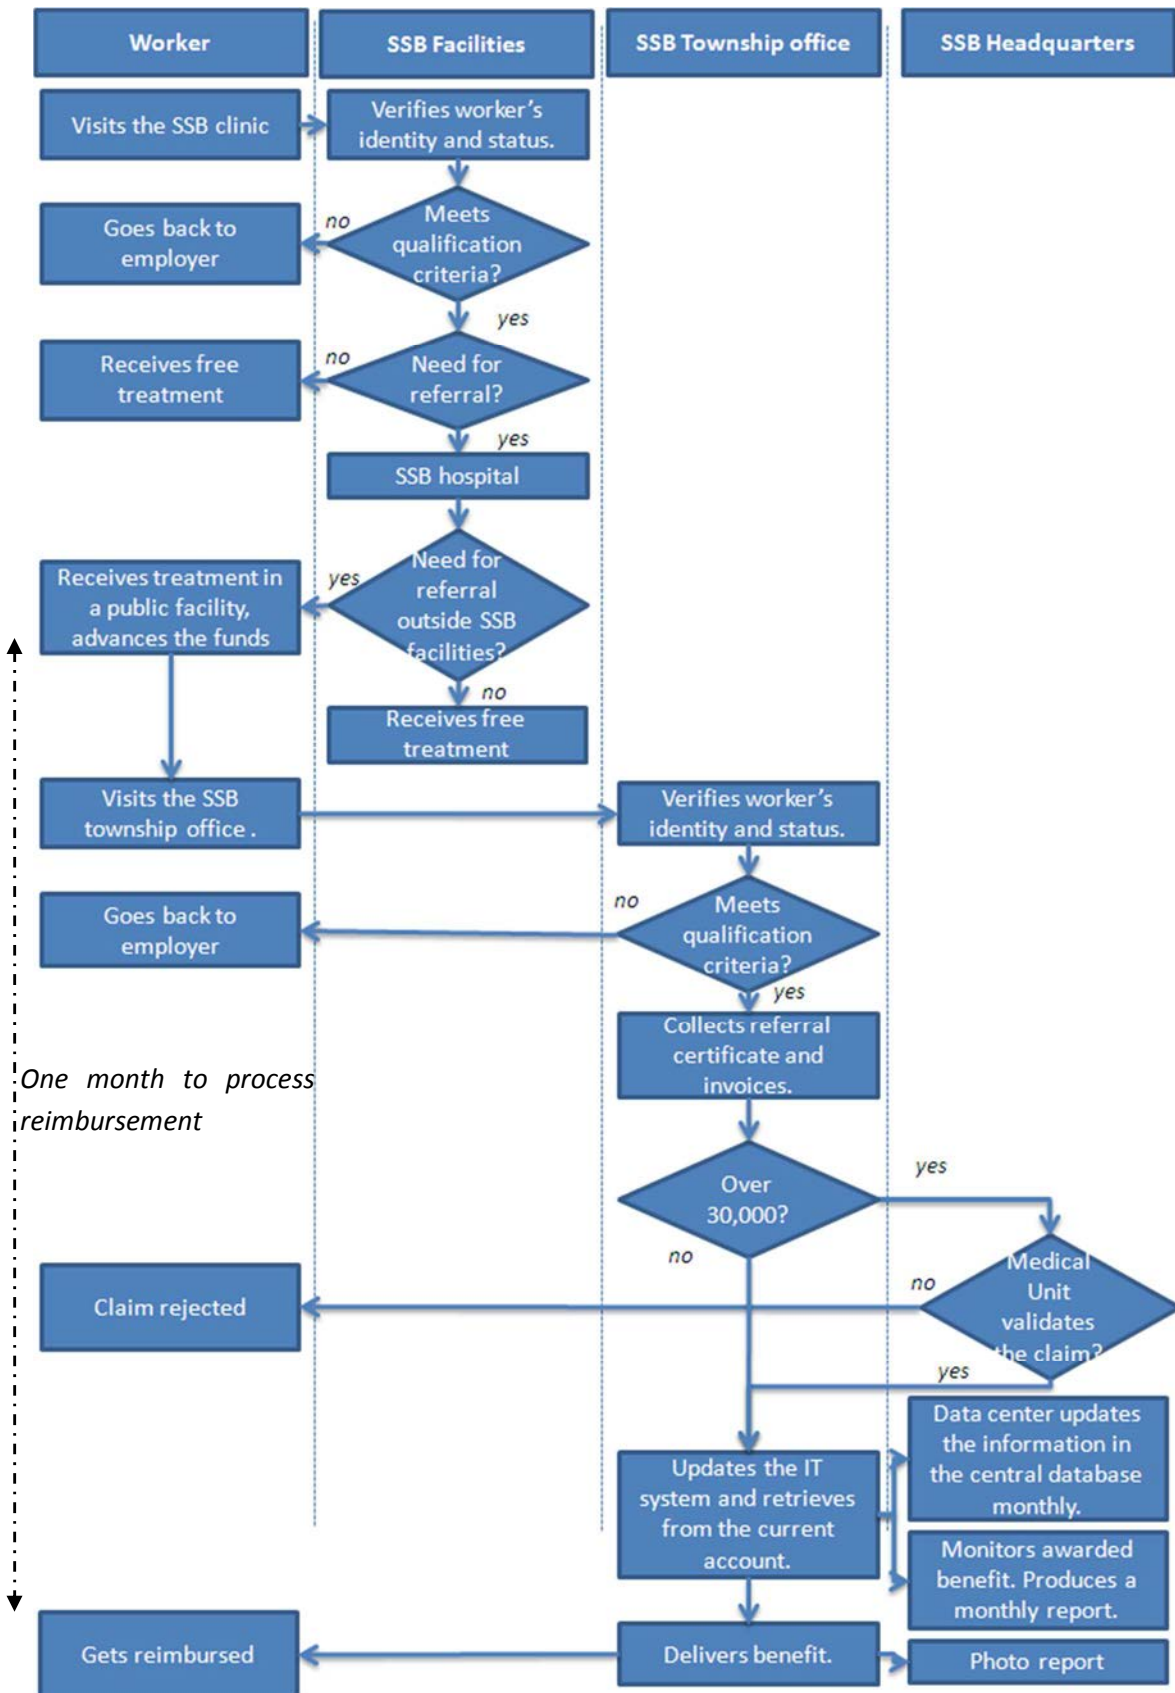 Worker
SSB Facilities
SSB Township office
SSB Headquarters
Visits the SSB clinic
Verifies worker's
identity and status.
Goes back to
employer
no
Meets
qualification
criteria?
yes
Receives free
treatment
no
Need for
referral?
yes
SSB hospital
Receives treatment in
a public facility,
advances the funds
yes
Need for
referral
outside SSB
facilities?
no
Receives free
treatment
Visits the SSB
township office .
Verifies worker's
identity and status.
Goes back to
employer
no
Meets
qualification
criteria?
yes
Collects referral
certificate and
invoices.
One month to process
reimbursement
Over
30,000?
yes
no
Claim rejected
no
Medical
Unit
validates
the claim?
yes
Updates the IT
system and retrieves
from the current
account.
Data center updates
the information in
the central database
monthly.
Monitors awarded
benefit. Produces a
monthly report.
Gets reimbursed
Delivers benefit.
Photo report